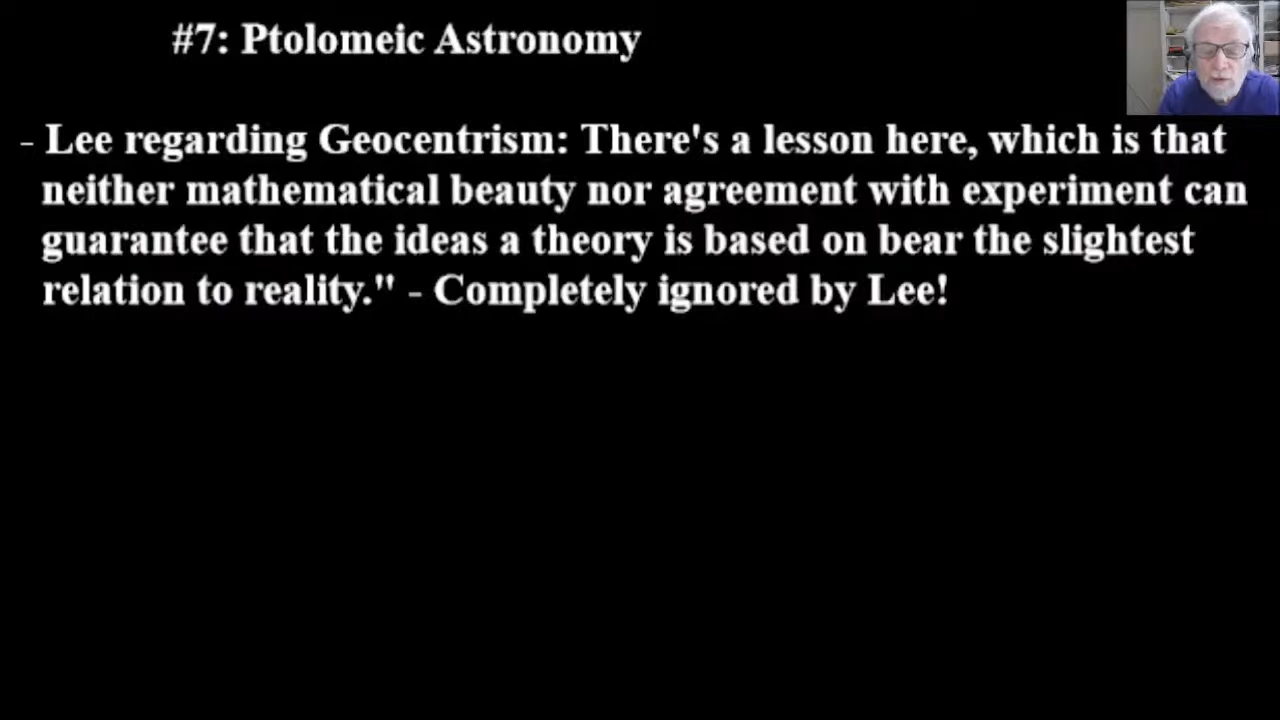 #7: Ptolomeic Astronomy
- Lee regarding Geocentrism: There's a lesson here, which is that
neither mathematical beauty nor agreement with experiment can
guarantee that the ideas a theory is based on bear the slightest
relation to reality." - Completely ignored by Lee!